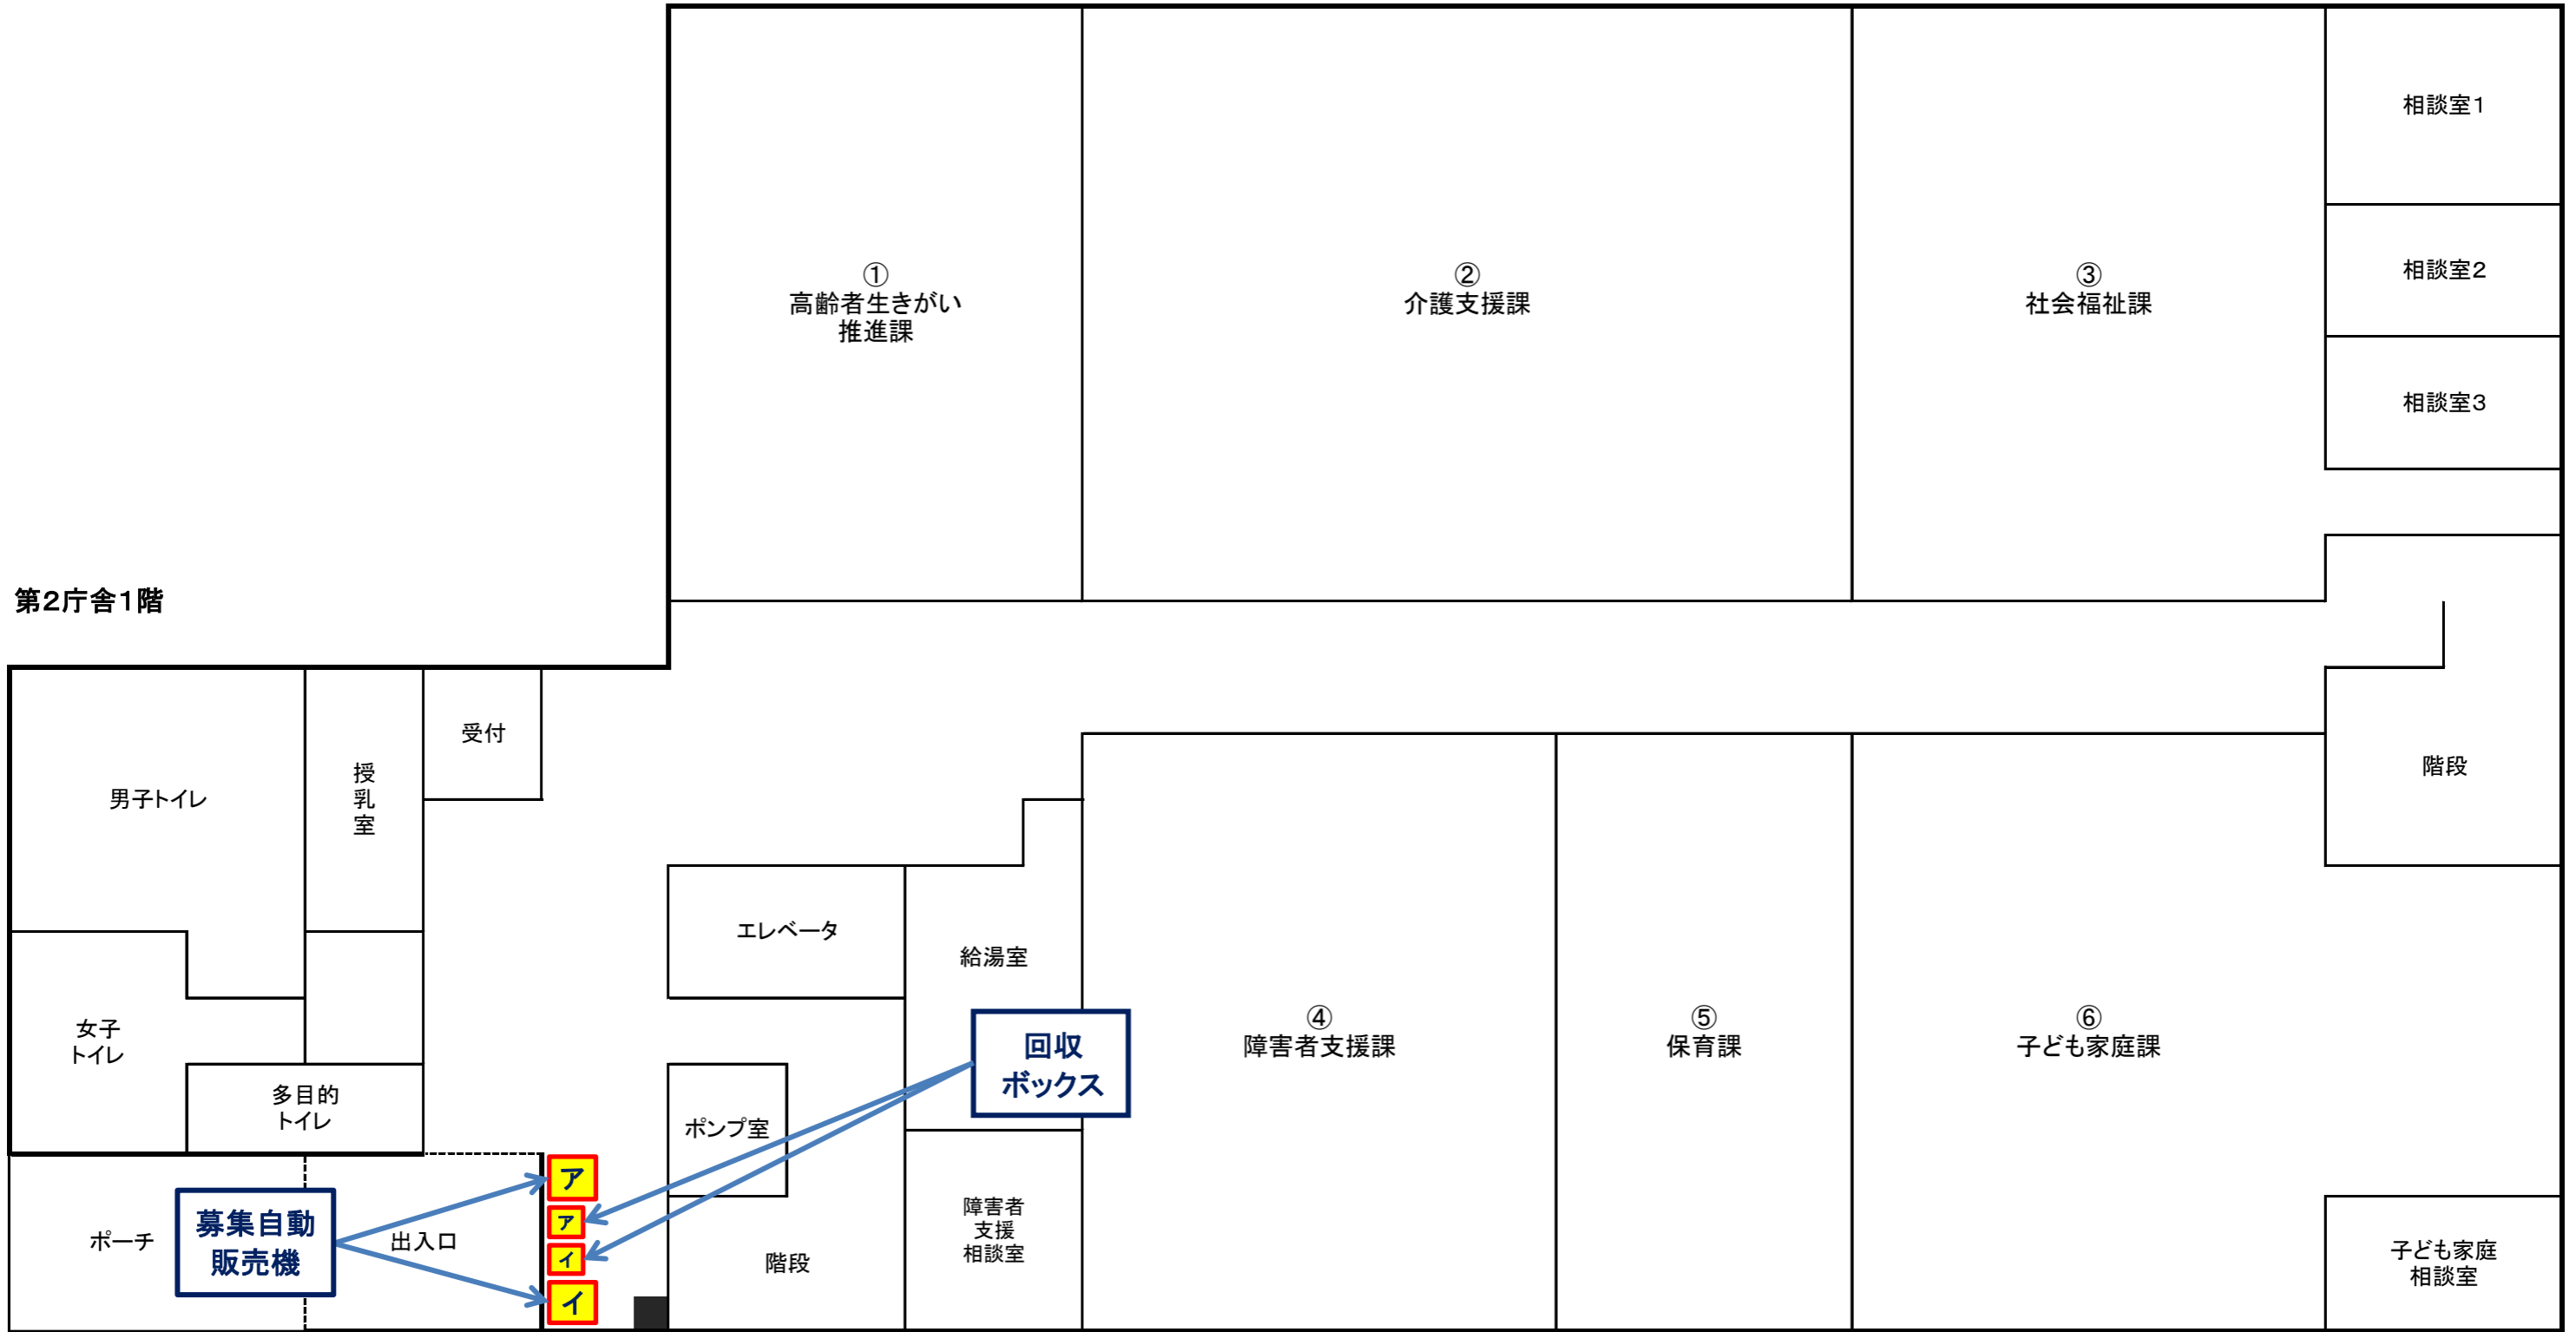 相談室1
相談室2
相談室3
①
高齢者生きがい
推進課
②
介護支援課
③
社会福祉課
第2庁舎1階
受付
男子トイレ
授
乳
室
階段
エレベータ
給湯室
女子
トイレ
④
障害者支援課
⑤
保育課
⑥
子ども家庭課
回収
ボックス
多目的
トイレ
ポンプ室
ア
ア
イ
イ
ポーチ
募集自動
販売機
出入口
階段
障害者
支援
相談室
子ども家庭
相談室